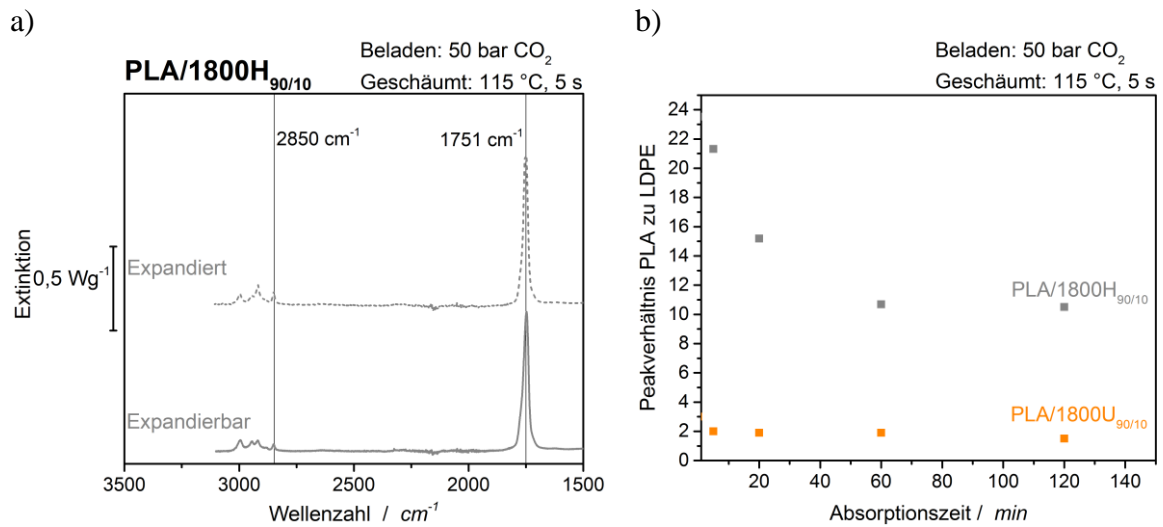 a)
Beladen: 50 bar CO₂
PLA/1800H₉₀/₁₀
Geschäumt: 115 °C, 5 s
2850 cm⁻¹
1751 cm⁻¹
Extinktion
0,5 Wg⁻¹
Expandiert
Expandierbar
3500 3000 2500 2000 1500
Wellenzahl / cm⁻¹
b)
Beladen: 50 bar CO₂
Geschäumt: 115 °C, 5 s
Peakverhältnis PLA zu LDPE
24
22
20
18
16
14
12
10
8
6
4
2
0
PLA/1800H₉₀/₁₀
PLA/1800U₉₀/₁₀
20 40 60 80 100 120 140
Absorptionszeit / min